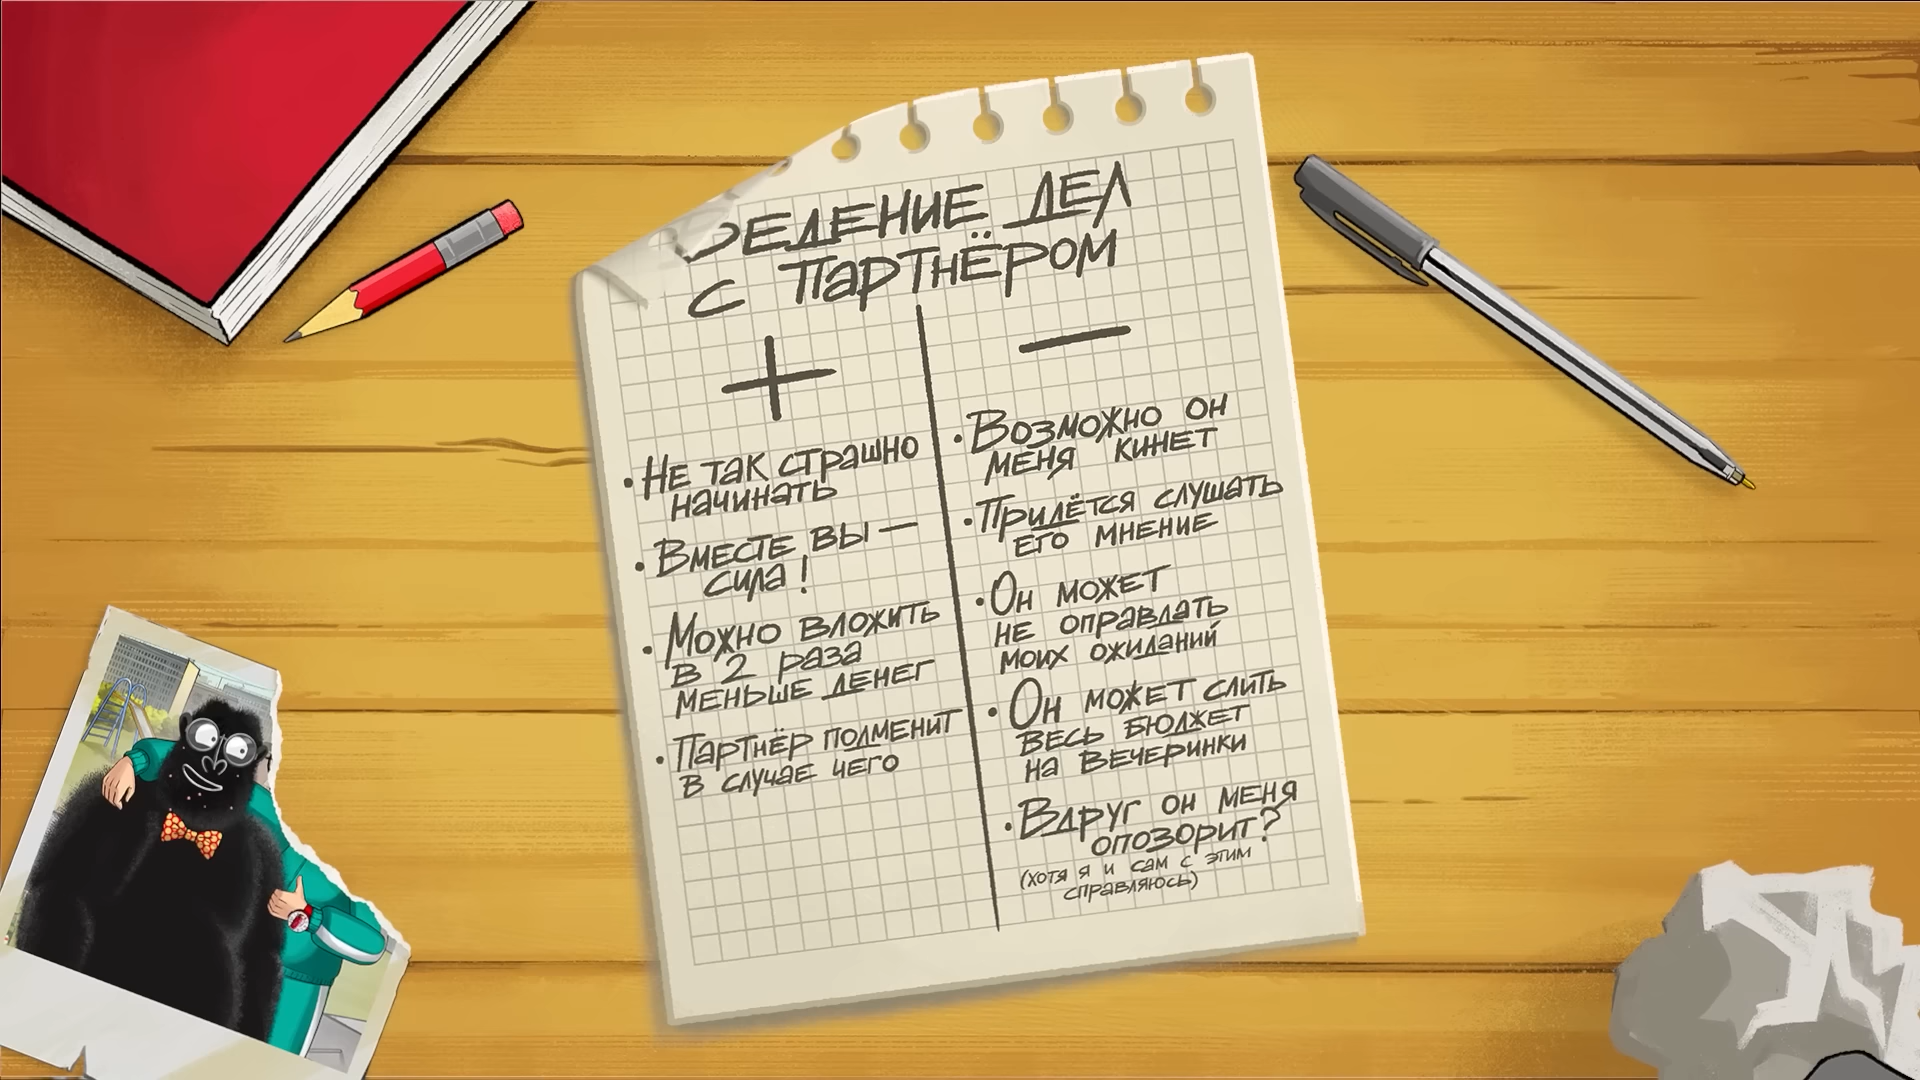 ВЕДЕНИЕ ДЕЛ
С ПАРТНЁРОМ
+
• НЕ ТАК СТРАШНО
НАЧИНАТЬ
• ВМЕСТЕ ВЫ —
СИЛА!
• МОЖНО ВЛОЖИТЬ
В 2 РАЗА
МЕНЬШЕ ДЕНЕГ
• ПАРТНЁР ПОДМЕНИТ
В СЛУЧАЕ ЧЕГО
—
• ВОЗМОЖНО ОН
МЕНЯ КИНЕТ
• ПРИДЁТСЯ СЛУШАТЬ
ЕГО МНЕНИЕ
• ОН МОЖЕТ
НЕ ОПРАВДАТЬ
МОИХ ОЖИДАНИЙ
• ОН МОЖЕТ СЛИТЬ
ВЕСЬ БЮДЖЕТ
НА ВЕЧЕРИНКИ
• ВДРУГ ОН МЕНЯ
ОПОЗОРИТ?
(ХОТЯ Я И САМ С ЭТИМ
СПРАВЛЯЮСЬ)